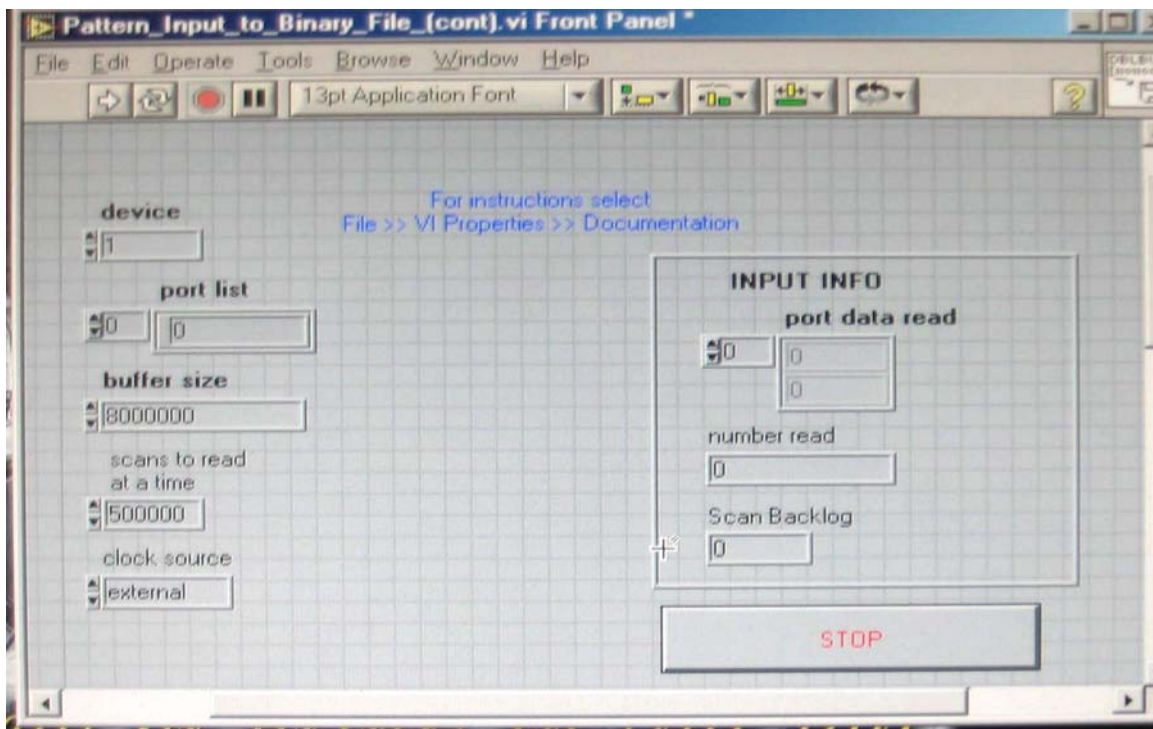 Pattern_Input_to_Binary_File_(cont).vi Front Panel *
File Edit Operate Tools Browse Window Help
13pt Application Font
For instructions select
File >> VI Properties >> Documentation
device
1
port list
0
0
buffer size
8000000
scans to read
at a time
500000
clock source
external
INPUT INFO
port data read
0
0
0
number read
0
Scan Backlog
0
STOP